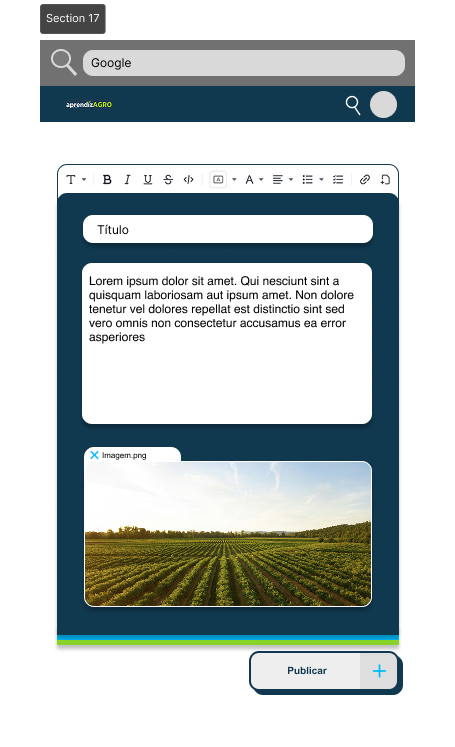 Section 17
Google
aprendizAGRO
T B I U S </> A A
Título
Lorem ipsum dolor sit amet. Qui nesciunt sint a
quisquam laboriosam aut ipsum amet. Non dolore
tenetur vel dolores repellat est distinctio sint sed
vero omnis non consectetur accusamus ea error
asperiores
Imagem.png
Publicar